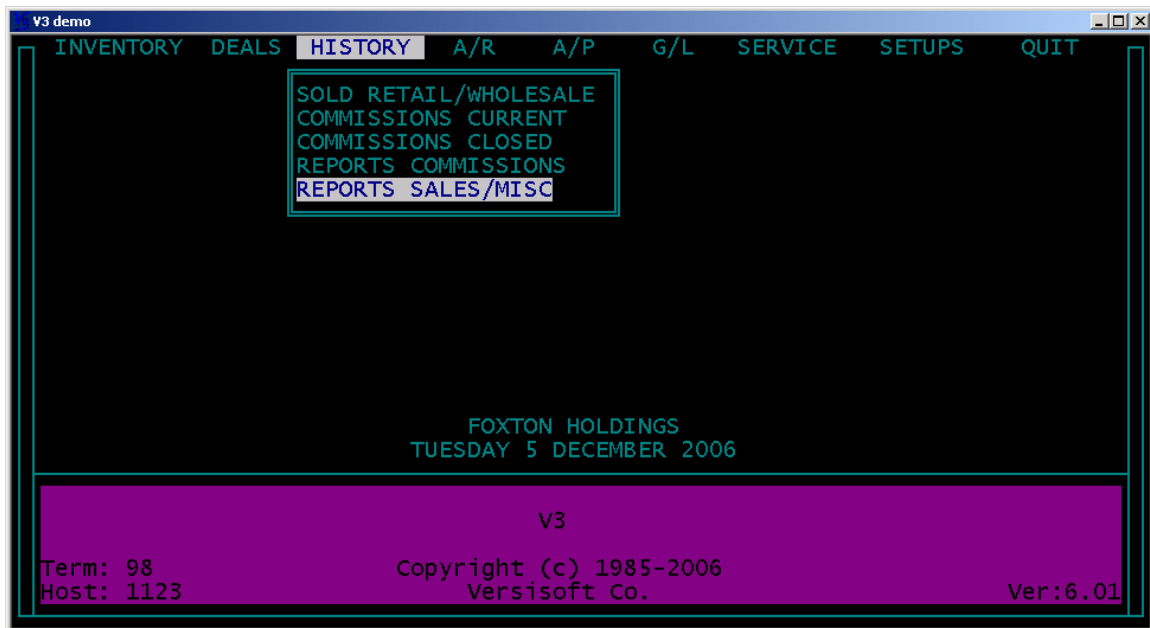 V3 demo
INVENTORY DEALS HISTORY A/R A/P G/L SERVICE SETUPS QUIT
SOLD RETAIL/WHOLESALE
COMMISSIONS CURRENT
COMMISSIONS CLOSED
REPORTS COMMISSIONS
REPORTS SALES/MISC
FOXTON HOLDINGS
TUESDAY 5 DECEMBER 2006
V3
Term: 98 Copyright (c) 1985-2006
Host: 1123 Versisoft Co. Ver:6.01